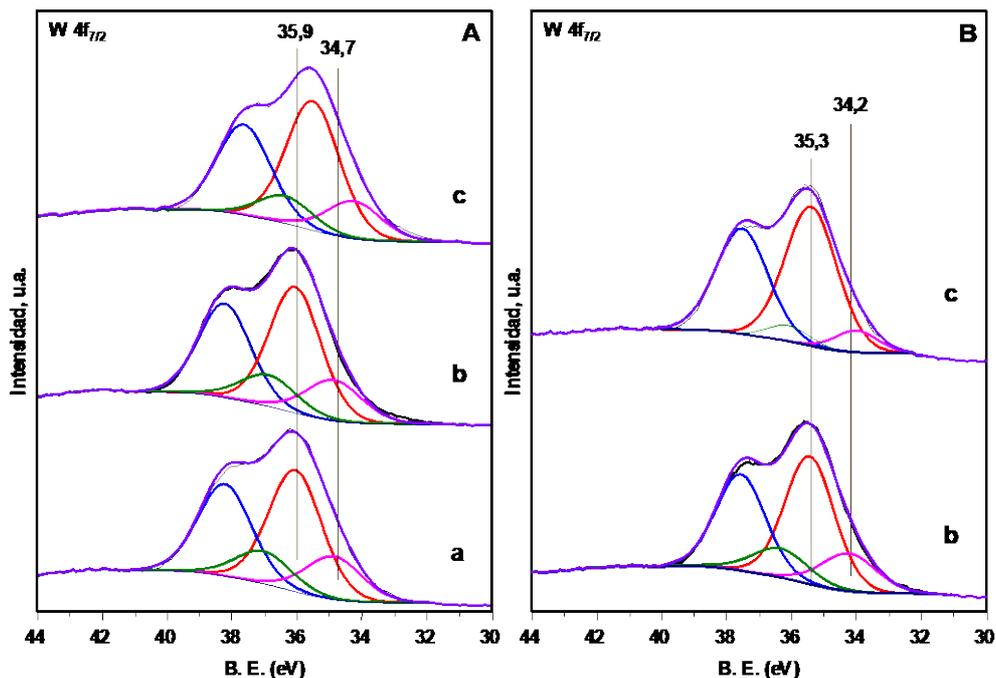 W 4f7/2
35,9
34,7
A
c
b
a
Intensidad, u.a.
44 42 40 38 36 34 32 30
B. E. (eV)
W 4f7/2
B
34,2
35,3
c
b
Intensidad, u.a.
44 42 40 38 36 34 32 30
B. E. (eV)